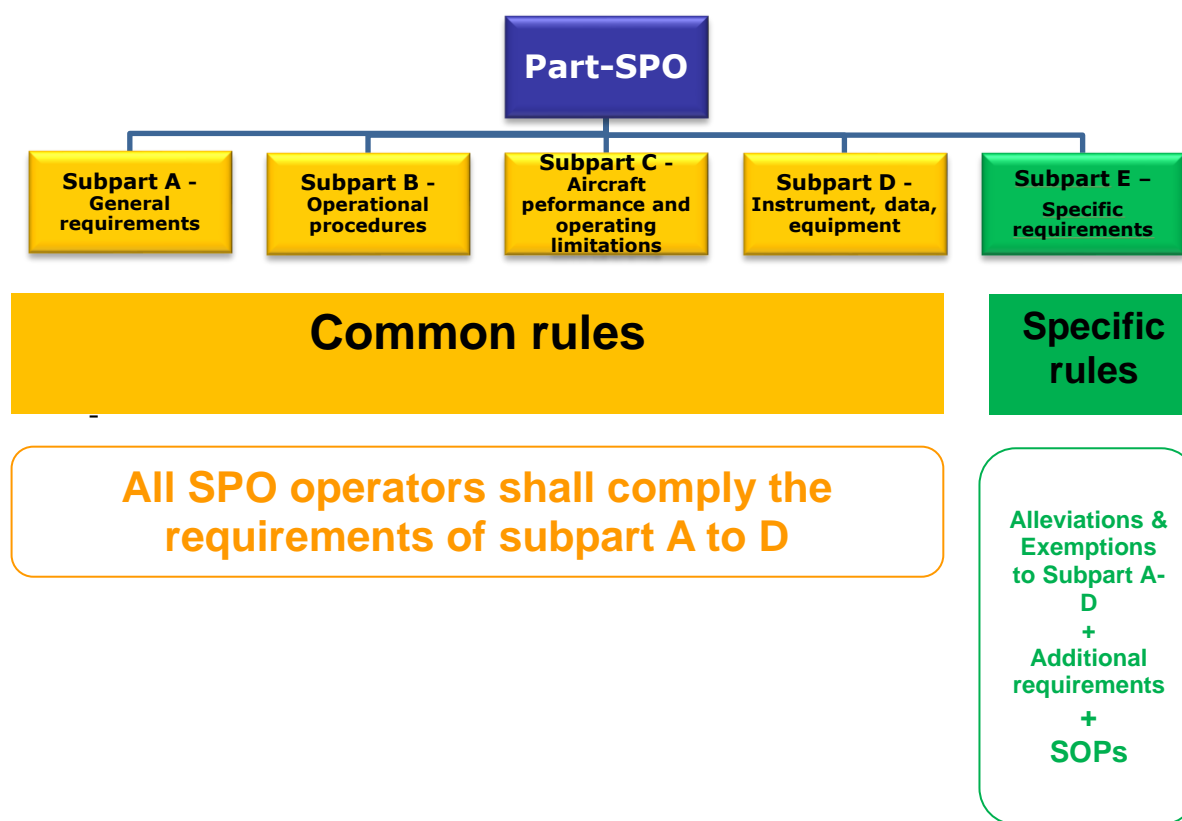 Part-SPO
Subpart A -
General
requirements
Subpart B -
Operational
procedures
Subpart C -
Aircraft
peformance and
operating
limitations
Subpart D -
Instrument, data,
equipment
Subpart E –
Specific
requirements
Common rules
Specific
rules
-
All SPO operators shall comply the
requirements of subpart A to D
Alleviations &
Exemptions
to Subpart A-
D
+
Additional
requirements
+
SOPs